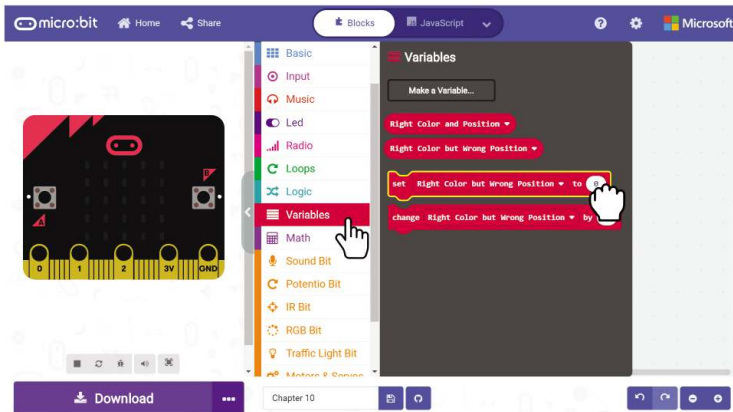 micro:bit Home Share Blocks JavaScript ? Microsoft
Basic
Input
Music
Led
Radio
Loops
Logic
Variables
Math
Sound Bit
Potentio Bit
IR Bit
RGB Bit
Traffic Light Bit
Motors & Servos
Variables
Make a Variable...
Right Color and Position
Right Color but Wrong Position
set Right Color but Wrong Position to 0
change Right Color but Wrong Position by
B
A
0 1 2 3V GND
Download
Chapter 10